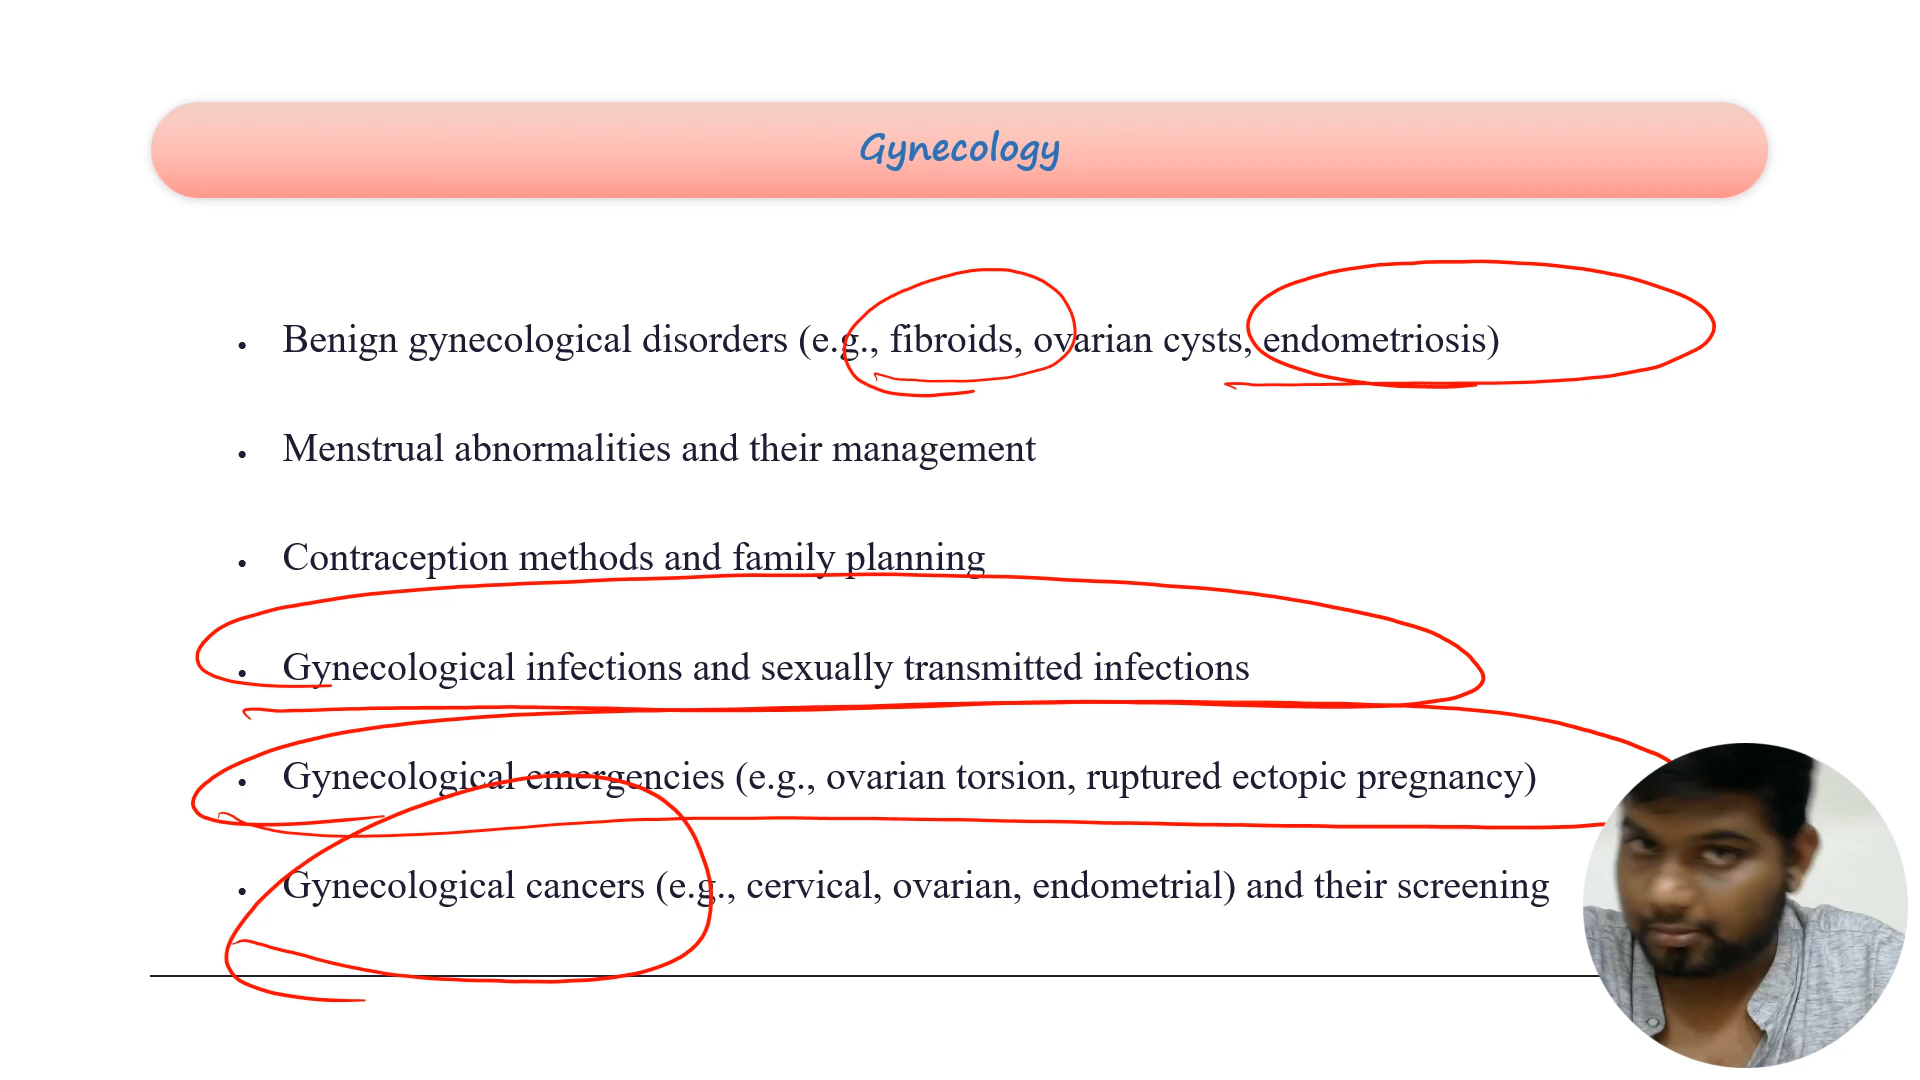 Gynecology
• Benign gynecological disorders (e.g., fibroids, ovarian cysts, endometriosis)
• Menstrual abnormalities and their management
• Contraception methods and family planning
• Gynecological infections and sexually transmitted infections
• Gynecological emergencies (e.g., ovarian torsion, ruptured ectopic pregnancy)
• Gynecological cancers (e.g., cervical, ovarian, endometrial) and their screening